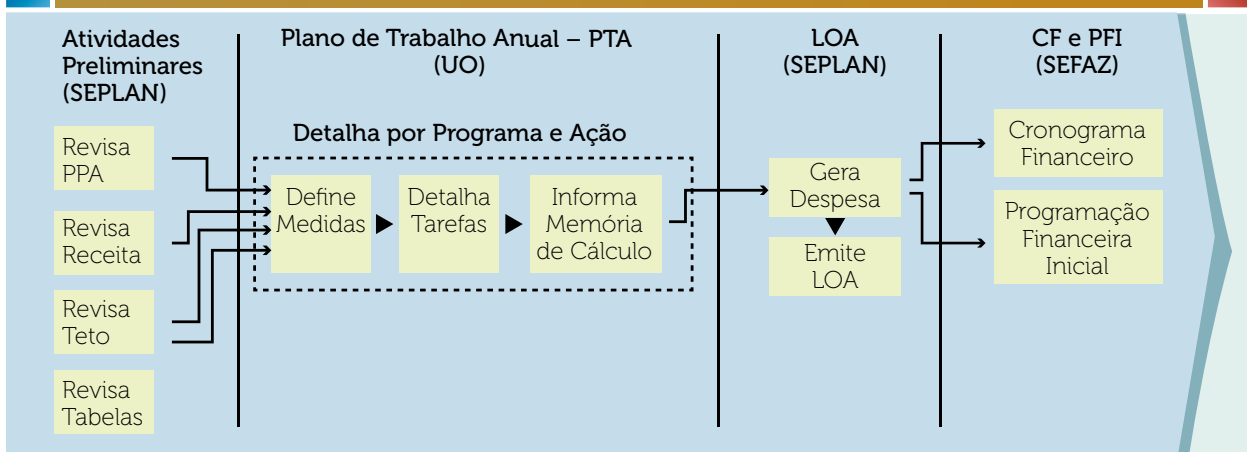 Atividades
Preliminares
(SEPLAN)
Revisa
PPA
Revisa
Receita
Revisa
Teto
Revisa
Tabelas
Plano de Trabalho Anual – PTA
(UO)
Detalha por Programa e Ação
Define
Medidas
Detalha
Tarefas
Informa
Memória
de Cálculo
LOA
(SEPLAN)
Gera
Despesa
Emite
LOA
CF e PFI
(SEFAZ)
Cronograma
Financeiro
Programação
Financeira
Inicial